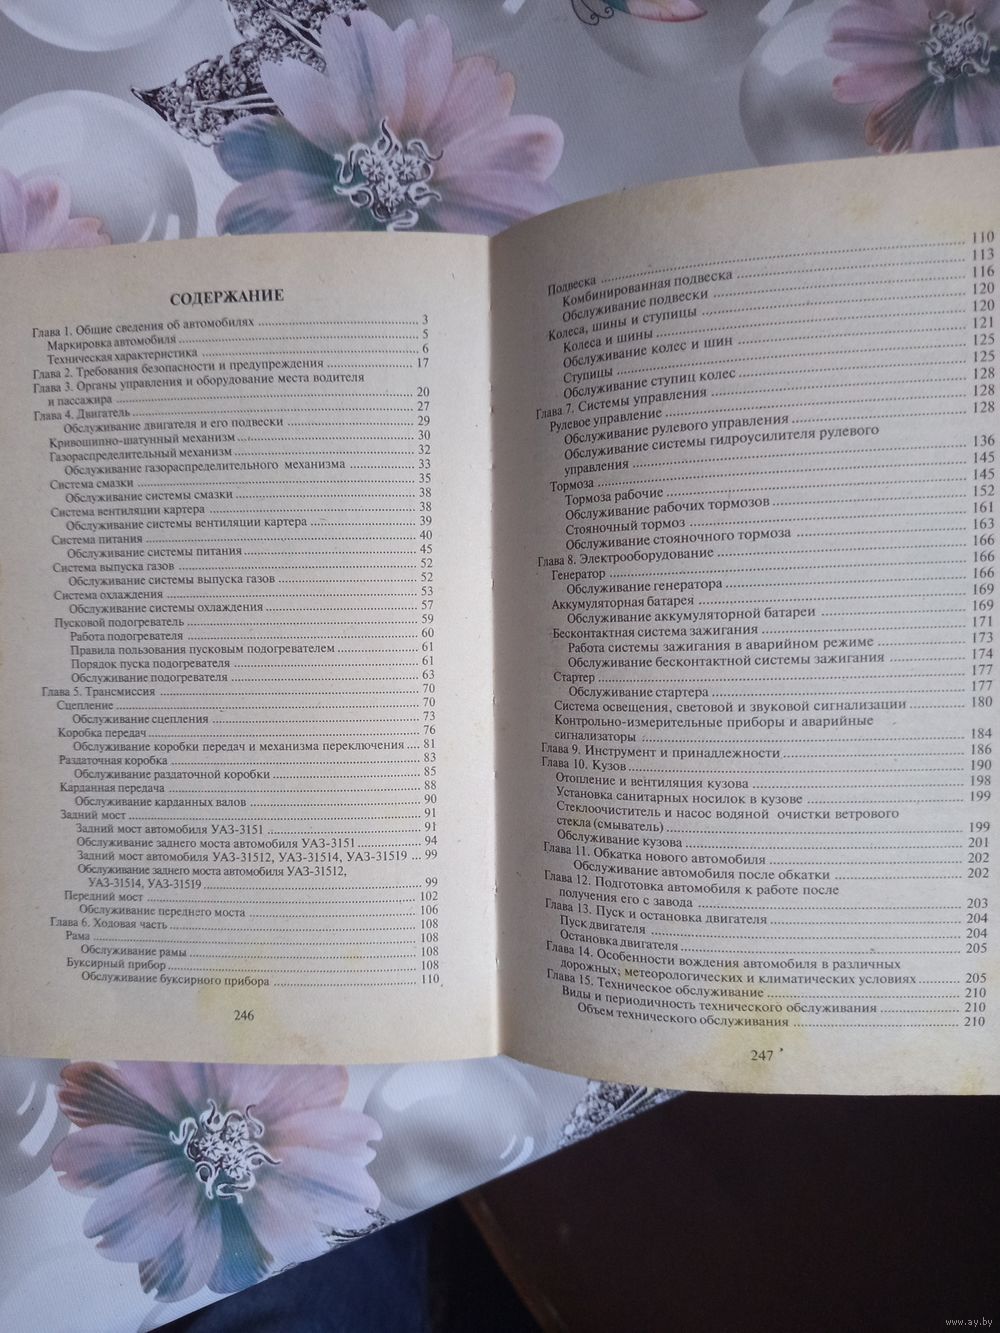 СОДЕРЖАНИЕ
Глава 1. Общие сведения об автомобилях ... 3
Маркировка автомобиля ... 5
Техническая характеристика ... 6
Глава 2. Требования безопасности и предупреждения ... 17
Глава 3. Органы управления и оборудование места водителя
и пассажира ... 20
Глава 4. Двигатель ... 27
Обслуживание двигателя и его подвески ... 29
Кривошипно-шатунный механизм ... 30
Газораспределительный механизм ... 32
Обслуживание газораспределительного механизма ... 33
Система смазки ... 35
Обслуживание системы смазки ... 38
Система вентиляции картера ... 38
Обслуживание системы вентиляции картера ... 39
Система питания ... 40
Обслуживание системы питания ... 45
Система выпуска газов ... 52
Обслуживание системы выпуска газов ... 52
Система охлаждения ... 53
Обслуживание системы охлаждения ... 57
Пусковой подогреватель ... 59
Работа подогревателя ... 60
Правила пользования пусковым подогревателем ... 61
Порядок пуска подогревателя ... 61
Обслуживание подогревателя ... 63
Глава 5. Трансмиссия ... 70
Сцепление ... 70
Обслуживание сцепления ... 73
Коробка передач ... 76
Обслуживание коробки передач и механизма переключения ... 81
Раздаточная коробка ... 83
Обслуживание раздаточной коробки ... 85
Карданная передача ... 88
Обслуживание карданных валов ... 90
Задний мост ... 91
Задний мост автомобиля УАЗ-3151 ... 91
Обслуживание заднего моста автомобиля УАЗ-3151 ... 94
Задний мост автомобиля УАЗ-31512, УАЗ-31514, УАЗ-31519 ... 99
Обслуживание заднего моста автомобиля УАЗ-31512,
УАЗ-31514, УАЗ-31519 ... 99
Передний мост ... 102
Обслуживание переднего моста ... 106
Глава 6. Ходовая часть ... 108
Рама ... 108
Обслуживание рамы ... 108
Буксирный прибор ... 108
Обслуживание буксирного прибора ... 110
246
Подвеска ... 110
Комбинированная подвеска ... 113
Обслуживание подвески ... 116
Колеса, шины и ступицы ... 120
Колеса и шины ... 120
Обслуживание колес и шин ... 121
Ступицы ... 125
Обслуживание ступиц колес ... 125
Глава 7. Системы управления ... 128
Рулевое управление ... 128
Обслуживание рулевого управления ... 128
Обслуживание системы гидроусилителя рулевого
управления ... 136
Тормоза ... 145
Тормоза рабочие ... 145
Обслуживание рабочих тормозов ... 152
Стояночный тормоз ... 161
Обслуживание стояночного тормоза ... 163
Глава 8. Электрооборудование ... 166
Генератор ... 166
Обслуживание генератора ... 166
Аккумуляторная батарея ... 169
Обслуживание аккумуляторной батареи ... 169
Бесконтактная система зажигания ... 171
Работа системы зажигания в аварийном режиме ... 173
Обслуживание бесконтактной системы зажигания ... 174
Стартер ... 177
Обслуживание стартера ... 177
Система освещения, световой и звуковой сигнализации ... 180
Контрольно-измерительные приборы и аварийные
сигнализаторы ... 184
Глава 9. Инструмент и принадлежности ... 186
Глава 10. Кузов ... 190
Отопление и вентиляция кузова ... 198
Установка санитарных носилок в кузове ... 199
Стеклоочиститель и насос водяной очистки ветрового
стекла (смыватель) ... 199
Обслуживание кузова ... 201
Глава 11. Обкатка нового автомобиля ... 202
Обслуживание автомобиля после обкатки ... 202
Глава 12. Подготовка автомобиля к работе после
получения его с завода ... 203
Глава 13. Пуск и остановка двигателя ... 204
Пуск двигателя ... 204
Остановка двигателя ... 205
Глава 14. Особенности вождения автомобиля в различных
дорожных, метеорологических и климатических условиях ... 205
Глава 15. Техническое обслуживание ... 210
Виды и периодичность технического обслуживания ... 210
Объем технического обслуживания ... 210
247
www.ay.by